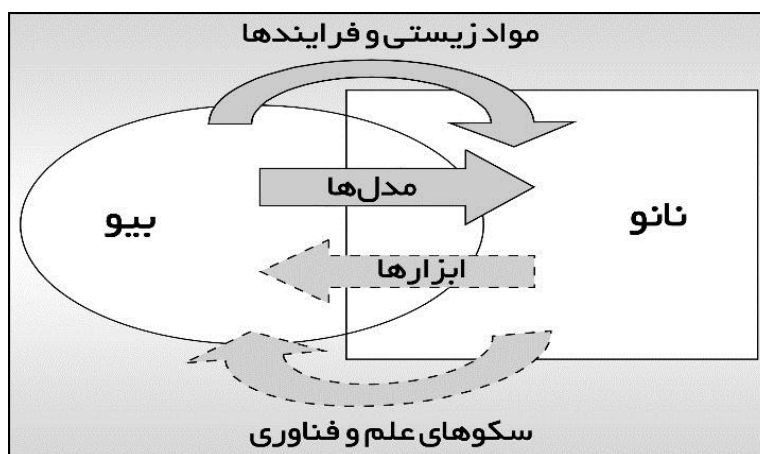 مواد زیستی و فرایندها
مدل‌ها
نانو
بیو
ابزارها
سکوهای علم و فناوری